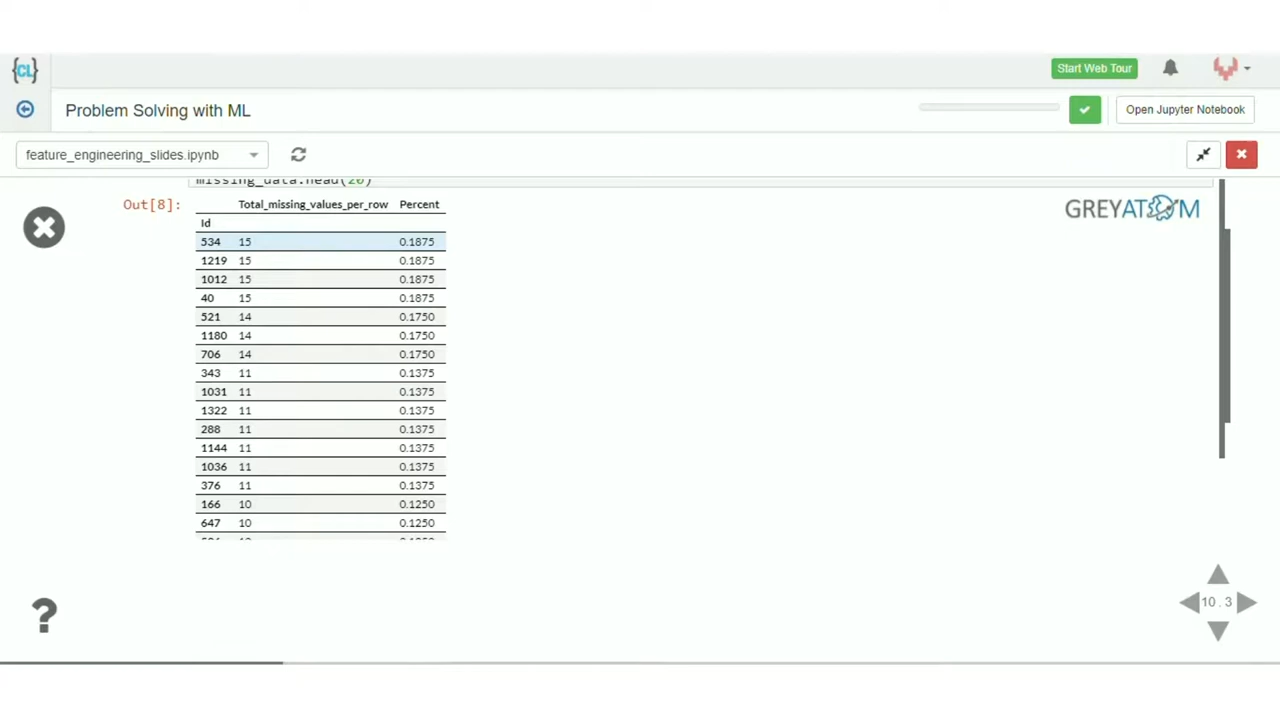 {CL}
Start Web Tour
Problem Solving with ML
Open Jupyter Notebook
feature_engineering_slides.ipynb
missing_data.head(20)
GREYATOM
Out[8]:
Total_missing_values_per_row Percent
Id
534 15 0.1875
1219 15 0.1875
1012 15 0.1875
40 15 0.1875
521 14 0.1750
1180 14 0.1750
706 14 0.1750
343 11 0.1375
1031 11 0.1375
1322 11 0.1375
288 11 0.1375
1144 11 0.1375
1036 11 0.1375
376 11 0.1375
166 10 0.1250
647 10 0.1250
10.3
?